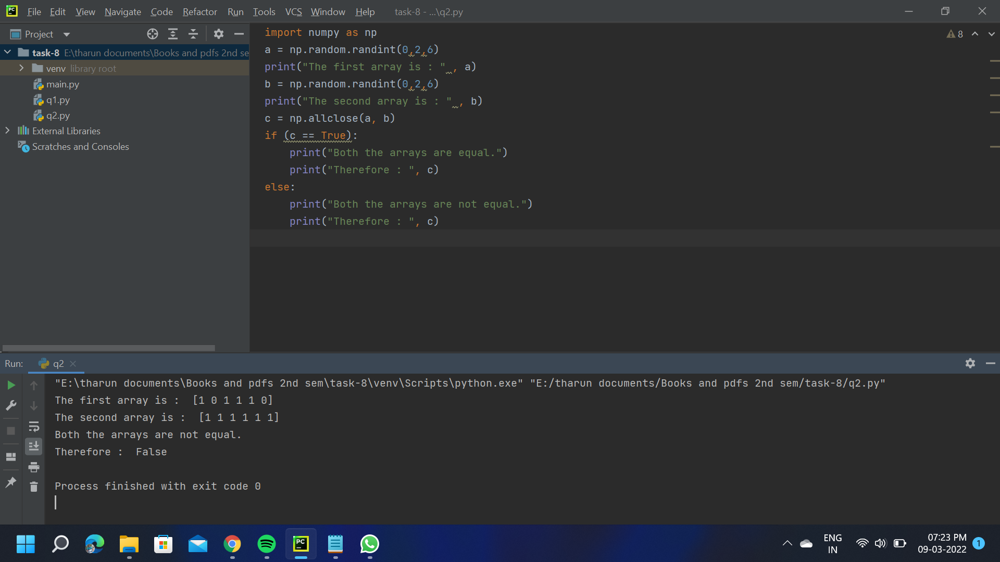 PC File Edit View Navigate Code Refactor Run Tools VCS Window Help task-8 - ...\q2.py
Project
task-8 E:\tharun documents\Books and pdfs 2nd se
venv library root
main.py
q1.py
q2.py
External Libraries
Scratches and Consoles
8
import numpy as np
a = np.random.randint(0,2,6)
print("The first array is : " , a)
b = np.random.randint(0,2,6)
print("The second array is : " , b)
c = np.allclose(a, b)
if (c == True):
    print("Both the arrays are equal.")
    print("Therefore : ", c)
else:
    print("Both the arrays are not equal.")
    print("Therefore : ", c)
Run: q2
"E:\tharun documents\Books and pdfs 2nd sem\task-8\venv\Scripts\python.exe" "E:/tharun documents/Books and pdfs 2nd sem/task-8/q2.py"
The first array is :  [1 0 1 1 1 0]
The second array is :  [1 1 1 1 1 1]
Both the arrays are not equal.
Therefore :  False
Process finished with exit code 0
PC
ENG
IN
07:23 PM
09-03-2022
1